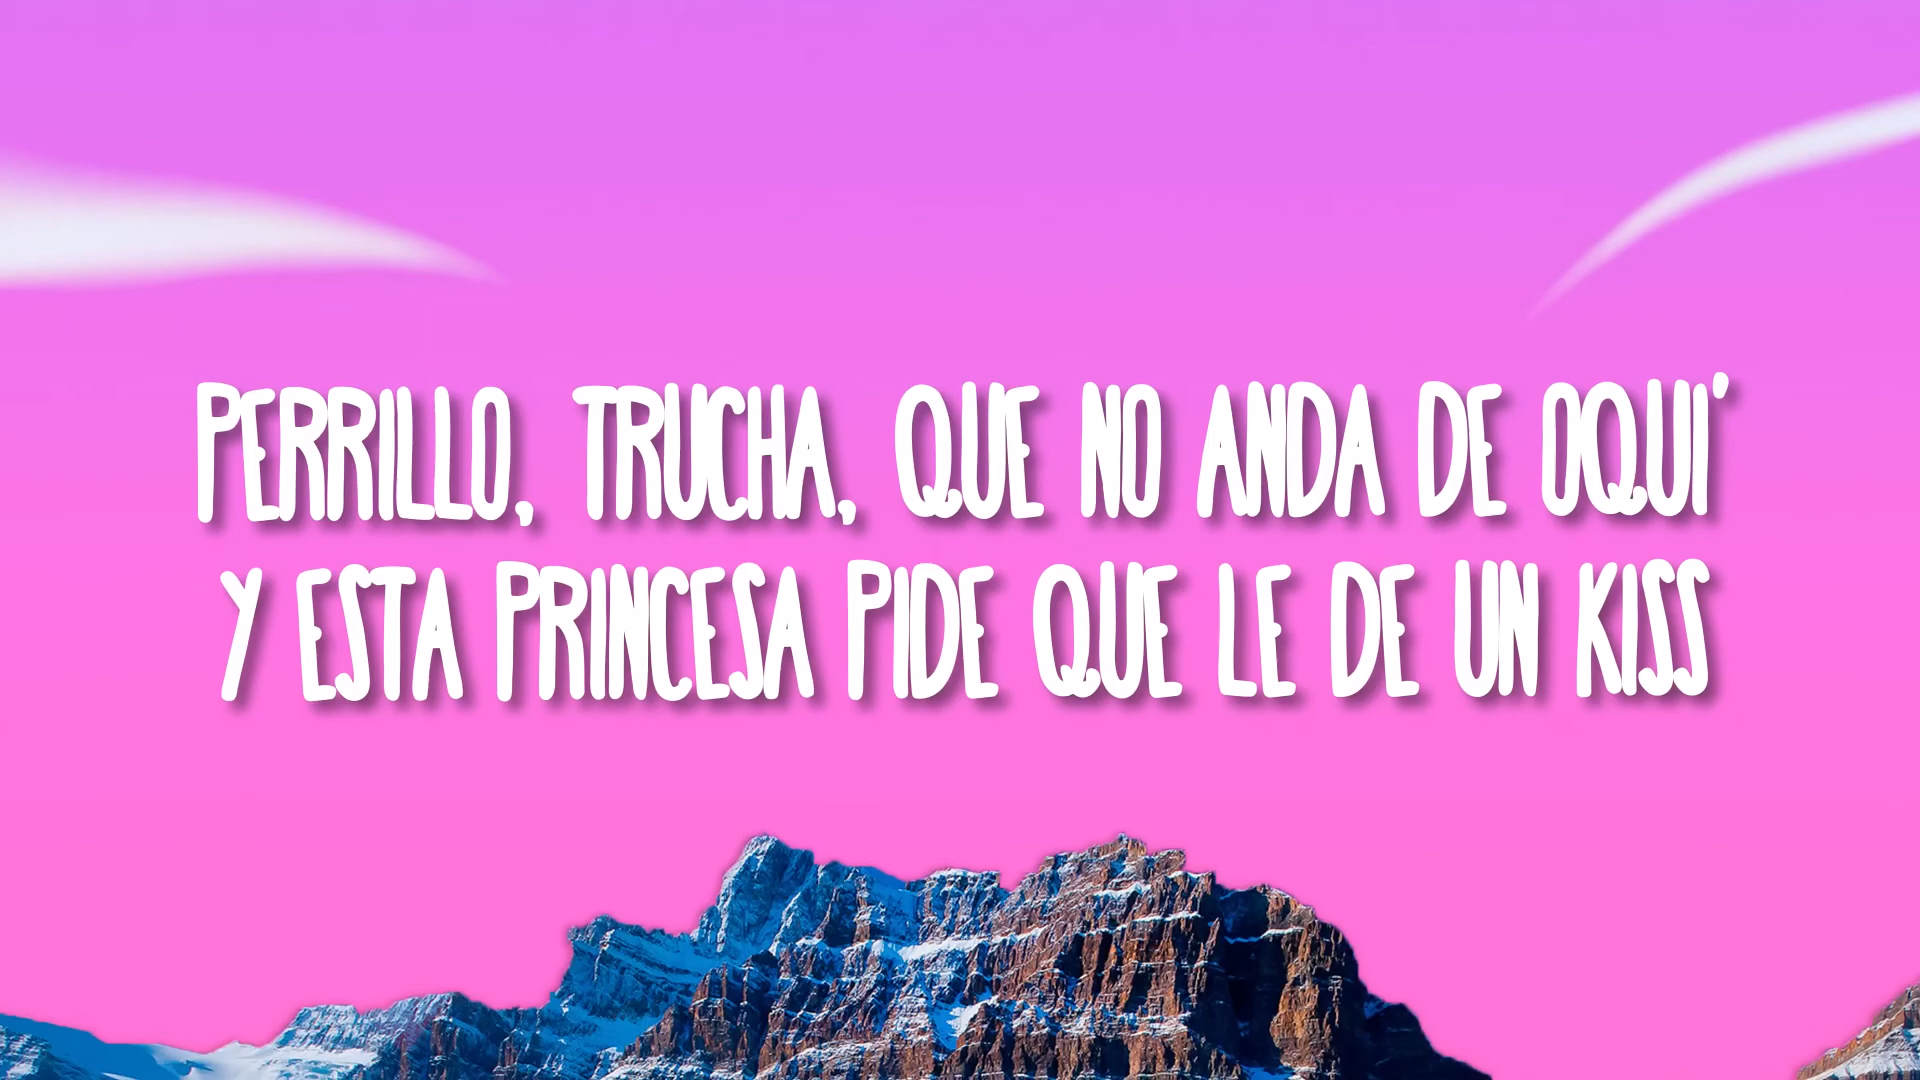 PERRILLO, TRUCHA, QUE NO ANDA DE OQUI'
Y ESTA PRINCESA PIDE QUE LE DE UN KISS